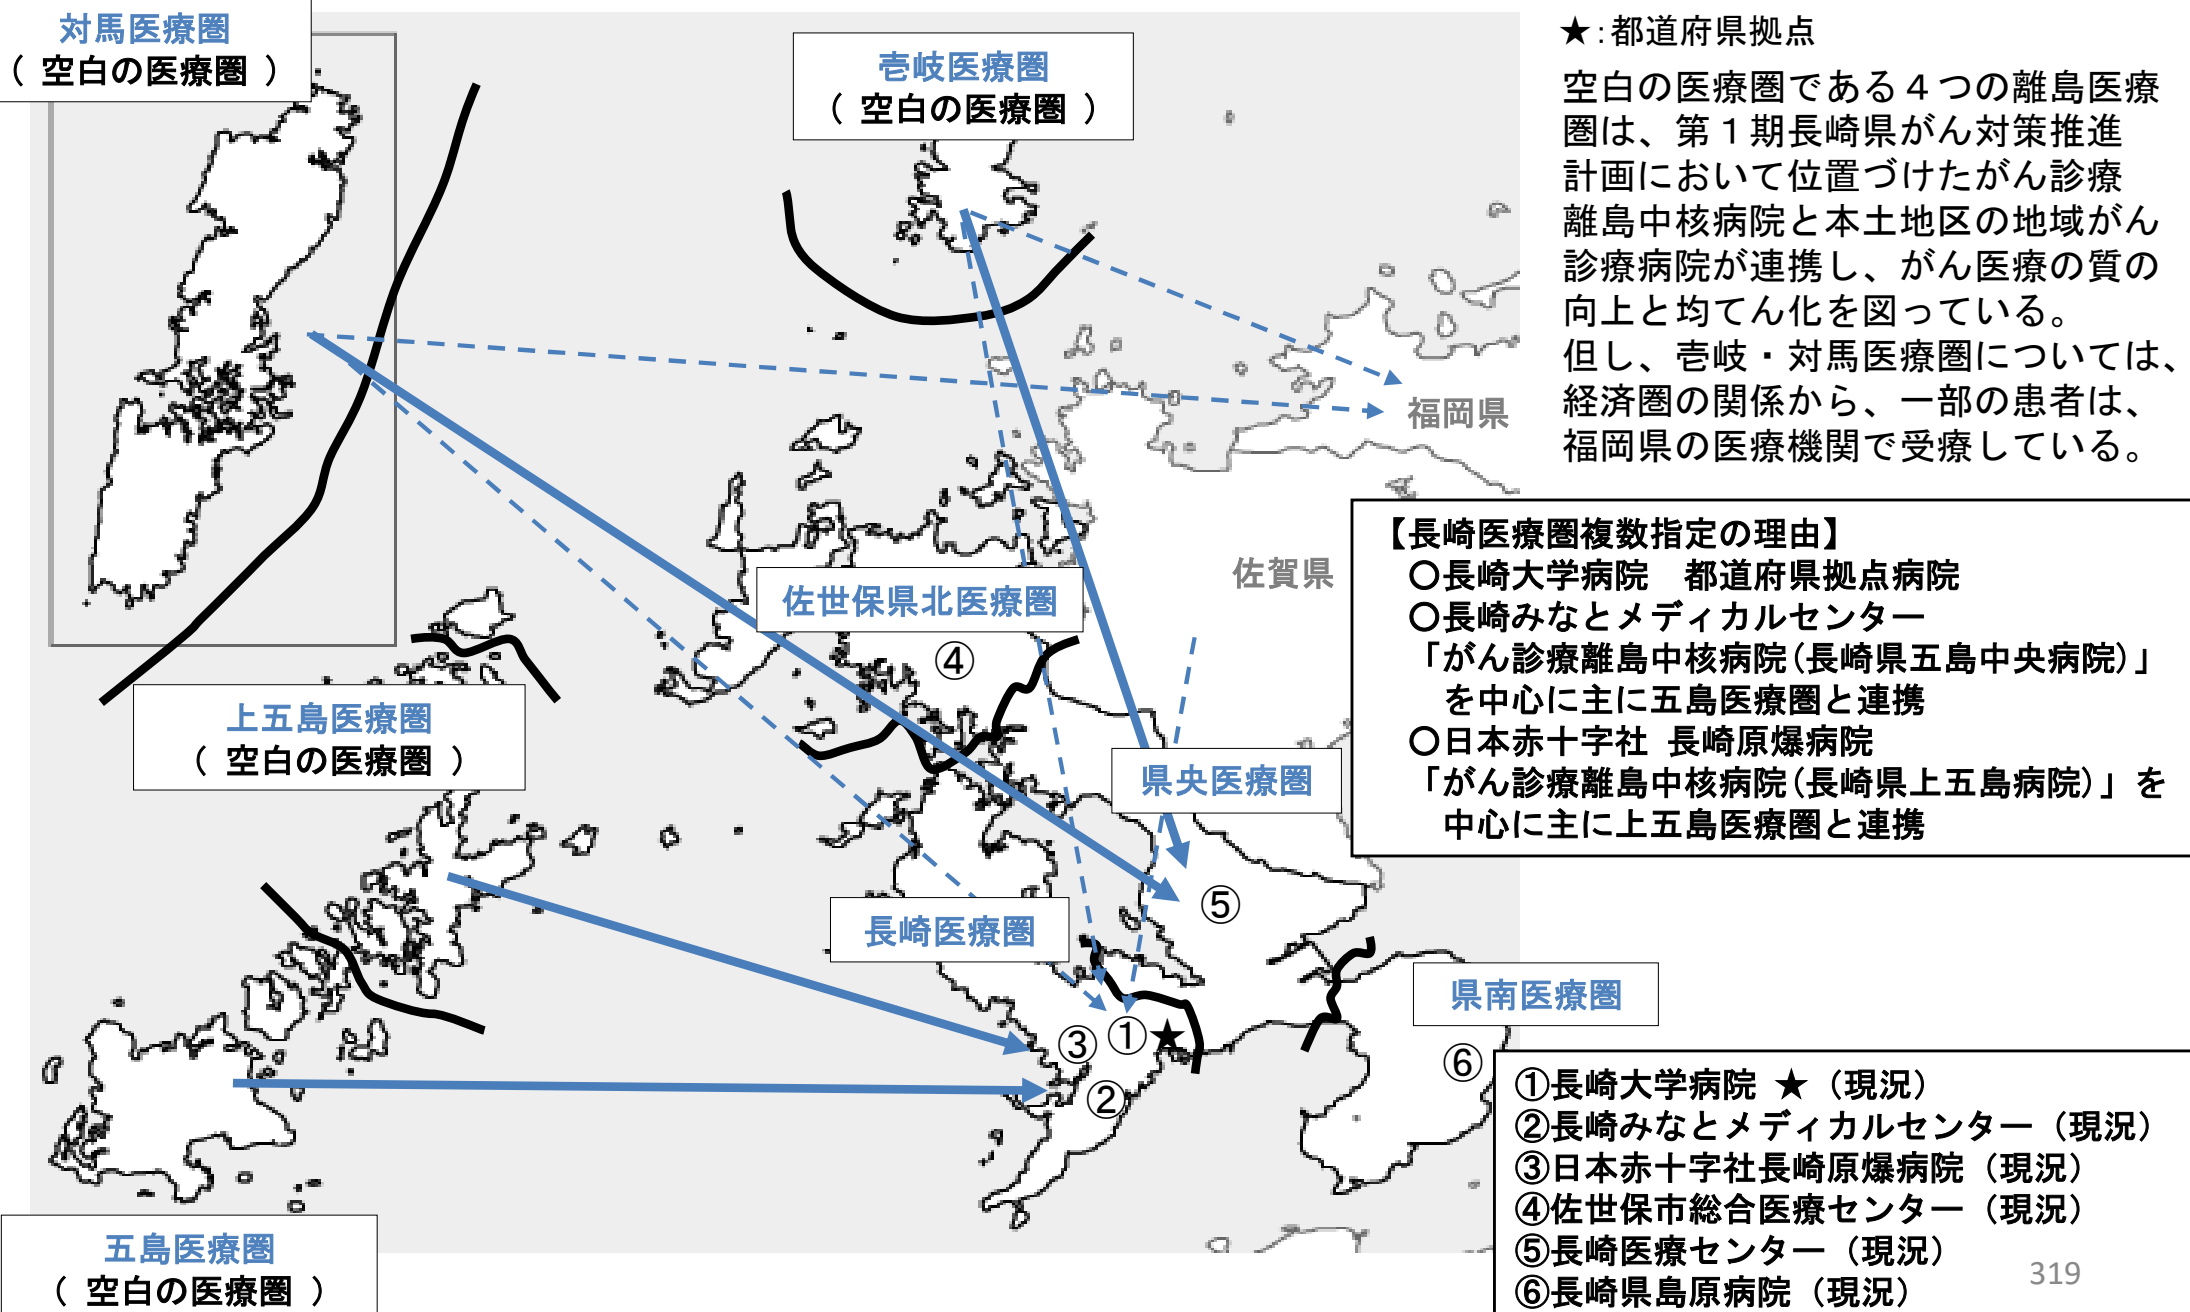 対馬医療圏
( 空白の医療圏 )
壱岐医療圏
( 空白の医療圏 )
★:都道府県拠点
空白の医療圏である４つの離島医療
圏は、第１期長崎県がん対策推進
計画において位置づけたがん診療
離島中核病院と本土地区の地域がん
診療病院が連携し、がん医療の質の
向上と均てん化を図っている。
但し、壱岐・対馬医療圏については、
経済圏の関係から、一部の患者は、
福岡県の医療機関で受療している。
福岡県
佐賀県
【長崎医療圏複数指定の理由】
○長崎大学病院　都道府県拠点病院
○長崎みなとメディカルセンター
「がん診療離島中核病院(長崎県五島中央病院)」
を中心に主に五島医療圏と連携
○日本赤十字社 長崎原爆病院
「がん診療離島中核病院(長崎県上五島病院)」を
中心に主に上五島医療圏と連携
佐世保県北医療圏
④
上五島医療圏
( 空白の医療圏 )
県央医療圏
⑤
長崎医療圏
県南医療圏
③
①★
②
⑥
五島医療圏
( 空白の医療圏 )
①長崎大学病院 ★（現況）
②長崎みなとメディカルセンター（現況）
③日本赤十字社長崎原爆病院（現況）
④佐世保市総合医療センター（現況）
⑤長崎医療センター（現況）
⑥長崎県島原病院（現況）
319